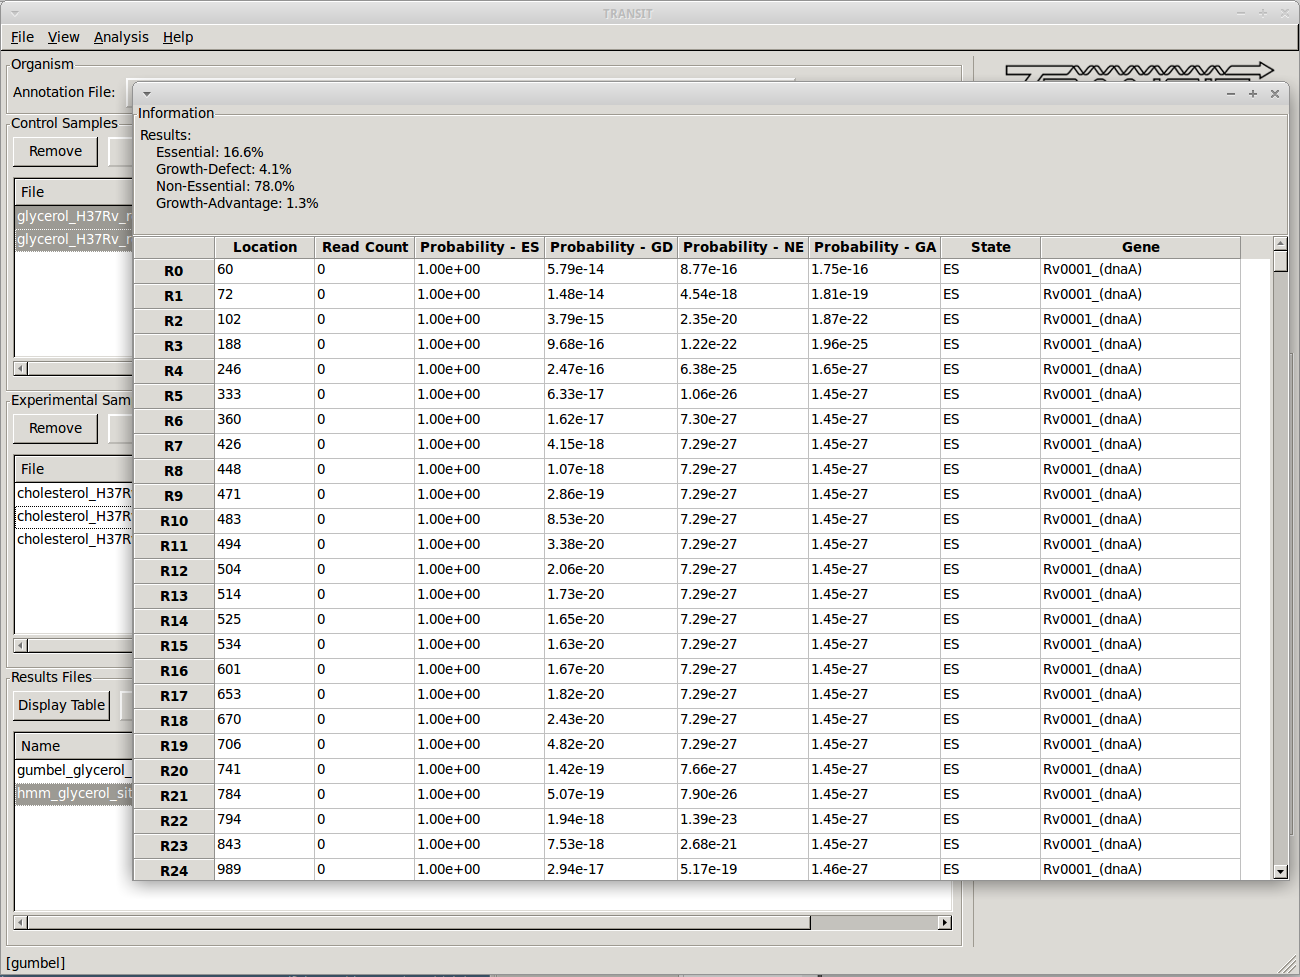 TRANSIT
File View Analysis Help
Organism
Annotation File:
Control Samples
Remove
File
glycerol_H37Rv_r
glycerol_H37Rv_r
Experimental Sam
Remove
File
cholesterol_H37R
cholesterol_H37R
cholesterol_H37R
Results Files
Display Table
Name
gumbel_glycerol_
hmm_glycerol_sit
[gumbel]
Information
Results:
Essential: 16.6%
Growth-Defect: 4.1%
Non-Essential: 78.0%
Growth-Advantage: 1.3%
Location Read Count Probability - ES Probability - GD Probability - NE Probability - GA State Gene
R0 60 0 1.00e+00 5.79e-14 8.77e-16 1.75e-16 ES Rv0001_(dnaA)
R1 72 0 1.00e+00 1.48e-14 4.54e-18 1.81e-19 ES Rv0001_(dnaA)
R2 102 0 1.00e+00 3.79e-15 2.35e-20 1.87e-22 ES Rv0001_(dnaA)
R3 188 0 1.00e+00 9.68e-16 1.22e-22 1.96e-25 ES Rv0001_(dnaA)
R4 246 0 1.00e+00 2.47e-16 6.38e-25 1.65e-27 ES Rv0001_(dnaA)
R5 333 0 1.00e+00 6.33e-17 1.06e-26 1.45e-27 ES Rv0001_(dnaA)
R6 360 0 1.00e+00 1.62e-17 7.30e-27 1.45e-27 ES Rv0001_(dnaA)
R7 426 0 1.00e+00 4.15e-18 7.29e-27 1.45e-27 ES Rv0001_(dnaA)
R8 448 0 1.00e+00 1.07e-18 7.29e-27 1.45e-27 ES Rv0001_(dnaA)
R9 471 0 1.00e+00 2.86e-19 7.29e-27 1.45e-27 ES Rv0001_(dnaA)
R10 483 0 1.00e+00 8.53e-20 7.29e-27 1.45e-27 ES Rv0001_(dnaA)
R11 494 0 1.00e+00 3.38e-20 7.29e-27 1.45e-27 ES Rv0001_(dnaA)
R12 504 0 1.00e+00 2.06e-20 7.29e-27 1.45e-27 ES Rv0001_(dnaA)
R13 514 0 1.00e+00 1.73e-20 7.29e-27 1.45e-27 ES Rv0001_(dnaA)
R14 525 0 1.00e+00 1.65e-20 7.29e-27 1.45e-27 ES Rv0001_(dnaA)
R15 534 0 1.00e+00 1.63e-20 7.29e-27 1.45e-27 ES Rv0001_(dnaA)
R16 601 0 1.00e+00 1.67e-20 7.29e-27 1.45e-27 ES Rv0001_(dnaA)
R17 653 0 1.00e+00 1.82e-20 7.29e-27 1.45e-27 ES Rv0001_(dnaA)
R18 670 0 1.00e+00 2.43e-20 7.29e-27 1.45e-27 ES Rv0001_(dnaA)
R19 706 0 1.00e+00 4.82e-20 7.29e-27 1.45e-27 ES Rv0001_(dnaA)
R20 741 0 1.00e+00 1.42e-19 7.66e-27 1.45e-27 ES Rv0001_(dnaA)
R21 784 0 1.00e+00 5.07e-19 7.90e-26 1.45e-27 ES Rv0001_(dnaA)
R22 794 0 1.00e+00 1.94e-18 1.39e-23 1.45e-27 ES Rv0001_(dnaA)
R23 843 0 1.00e+00 7.53e-18 2.68e-21 1.45e-27 ES Rv0001_(dnaA)
R24 989 0 1.00e+00 2.94e-17 5.17e-19 1.46e-27 ES Rv0001_(dnaA)